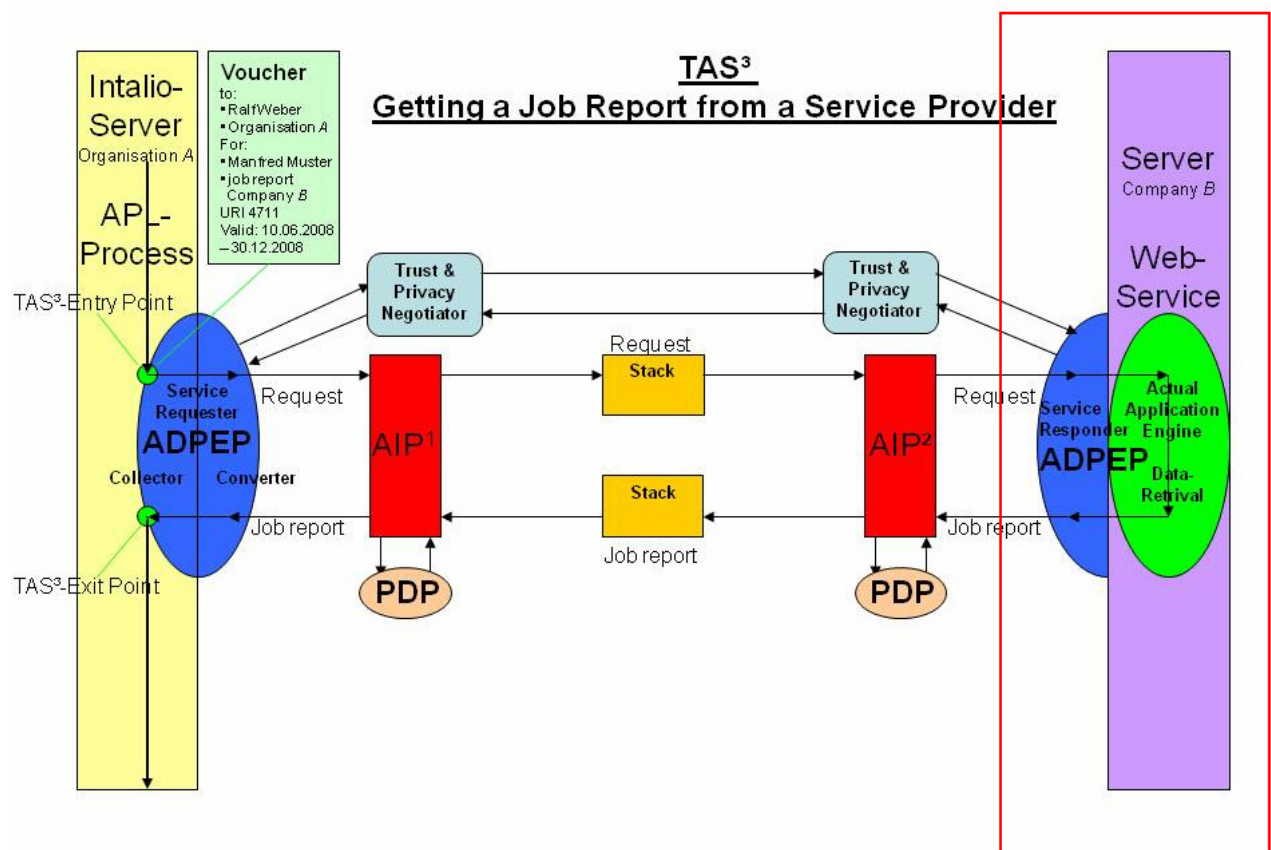 TAS³
Getting a Job Report from a Service Provider
Intalio-
Server
Organisation A
APL-
Process
Voucher
to:
▪RalfWeber
▪Organisation A
For:
▪Manfred Muster
▪jobreport
Company B
URI 4711
Valid: 10.06.2008
–30.12.2008
Server
Company B
Web-
Service
Trust &
Privacy
Negotiator
Trust &
Privacy
Negotiator
TAS³-Entry Point
Service
Requester
ADPEP
Collector Converter
Request
AIP¹
Request
Stack
AIP²
Request
Service
Responder
ADPEP
Actual
Application
Engine
Data-
Retrival
Job report
Stack
Job report
Job report
TAS³-Exit Point
PDP
PDP